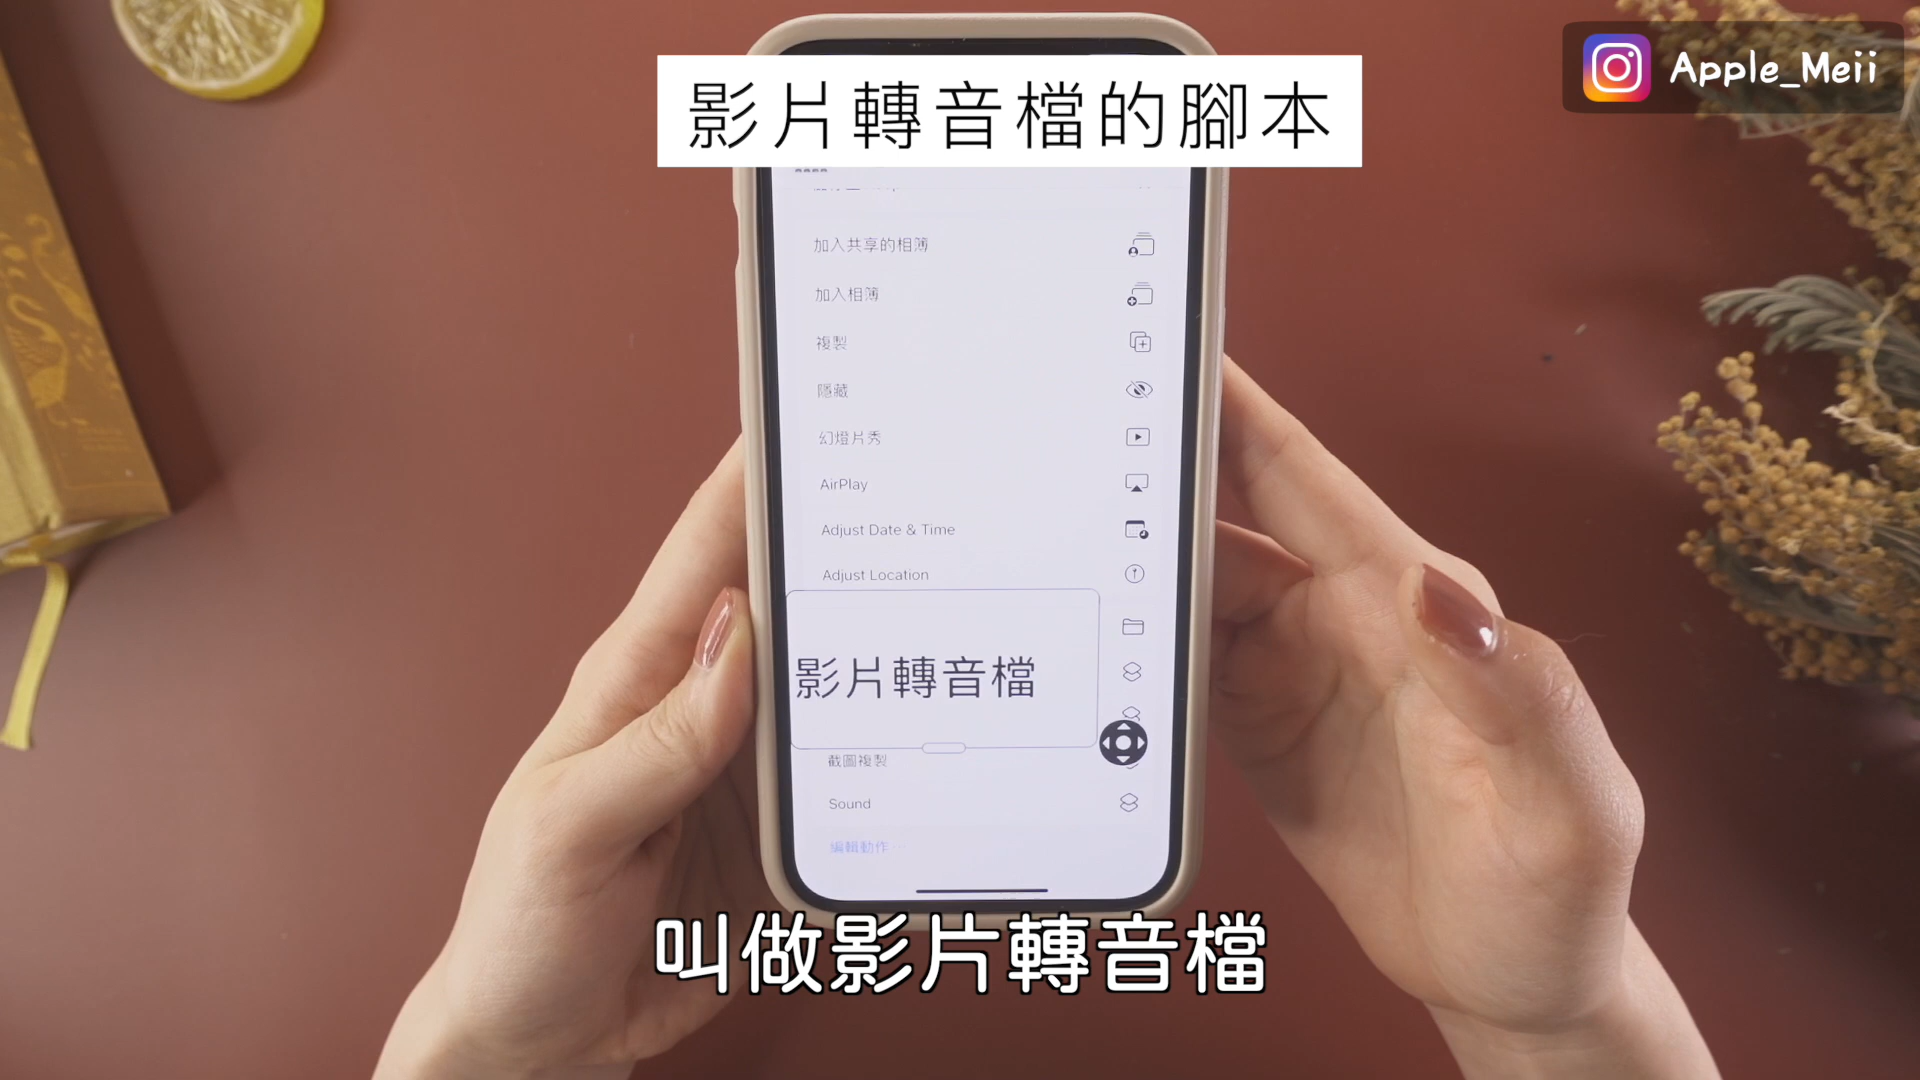 Apple_Meii
影片轉音檔的腳本
加入共享的相簿
加入相簿
複製
隱藏
幻燈片秀
AirPlay
Adjust Date & Time
Adjust Location
影片轉音檔
截圖複製
Sound
編輯動作⋯
叫做影片轉音檔